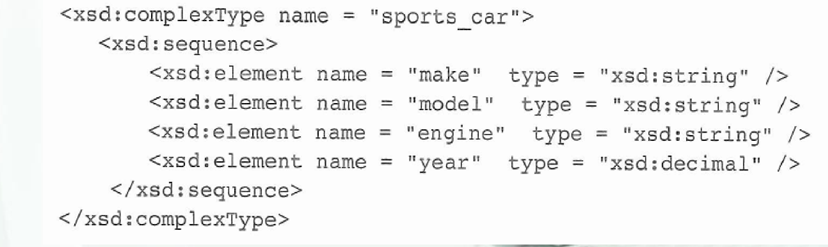 <xsd:complexType name = "sports_car">
<xsd:sequence>
<xsd:element name = "make" type = "xsd:string" />
<xsd:element name = "model" type = "xsd:string" />
<xsd:element name = "engine" type = "xsd:string" />
<xsd:element name = "year" type = "xsd:decimal" />
</xsd:sequence>
</xsd:complexType>